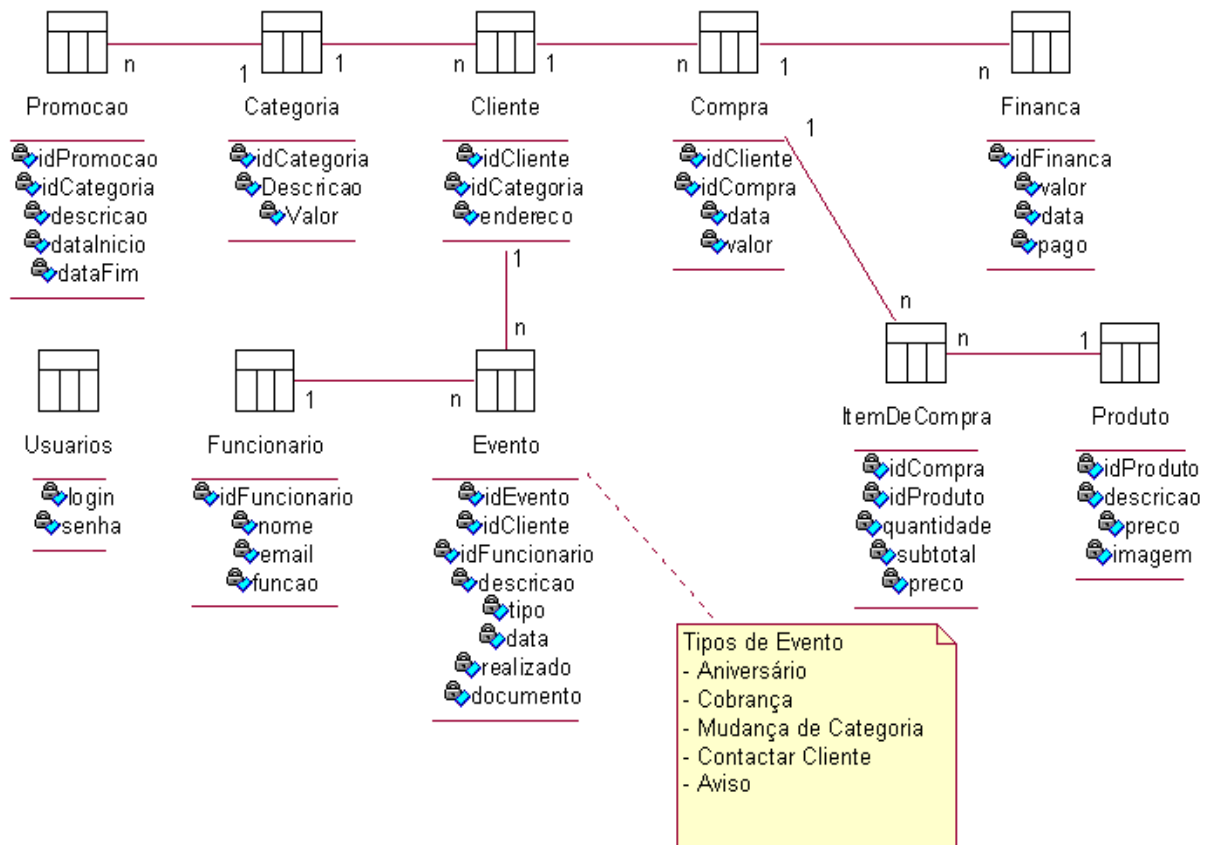 n
1
1
n
1
n
1
n
Promocao
Categoria
Cliente
Compra
Financa
idPromocao
idCategoria
descricao
dataInicio
dataFim
idCategoria
Descricao
Valor
idCliente
idCategoria
endereco
idCliente
idCompra
data
valor
idFinanca
valor
data
pago
1
n
1
n
1
n
n
1
Usuarios
Funcionario
Evento
ItemDeCompra
Produto
login
senha
idFuncionario
nome
email
funcao
idEvento
idCliente
idFuncionario
descricao
tipo
data
realizado
documento
idCompra
idProduto
quantidade
subtotal
preco
idProduto
descricao
preco
imagem
Tipos de Evento
- Aniversário
- Cobrança
- Mudança de Categoria
- Contactar Cliente
- Aviso